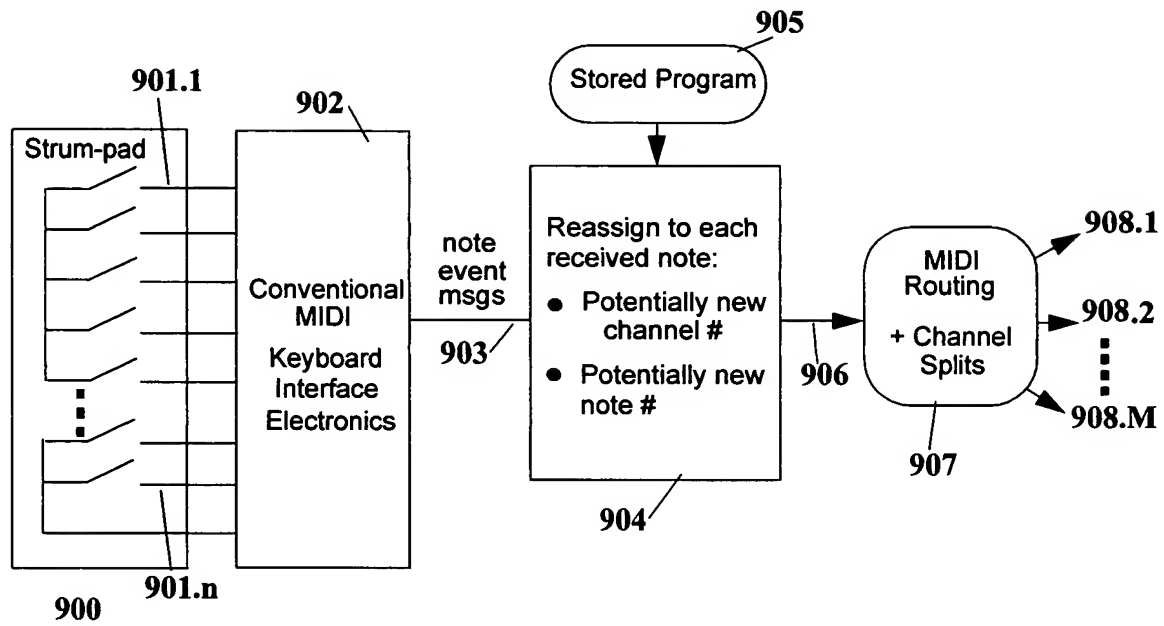 905
Stored Program
901.1
902
Strum-pad
Conventional
MIDI
Keyboard
Interface
Electronics
note
event
msgs
903
Reassign to each
received note:
● Potentially new
channel #
● Potentially new
note #
904
906
MIDI
Routing
+ Channel
Splits
907
908.1
908.2
908.M
901.n
900